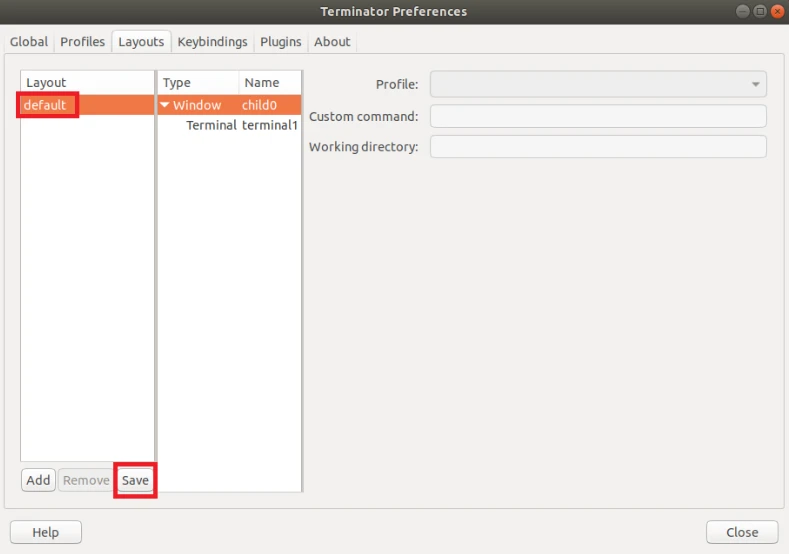 Terminator Preferences
Global Profiles Layouts Keybindings Plugins About
Layout Type Name Profile:
default Window child0
Custom command:
Terminal terminal1
Working directory:
Add Remove Save
Help Close